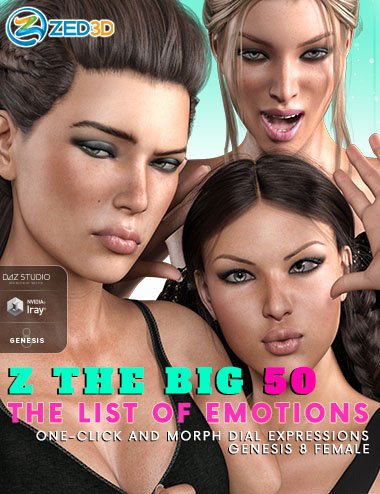 ZED3D
DAZ STUDIO
NVIDIA
Iray
GENESIS
Z THE BIG 50
THE LIST OF EMOTIONS
ONE-CLICK AND MORPH DIAL EXPRESSIONS
GENESIS 8 FEMALE